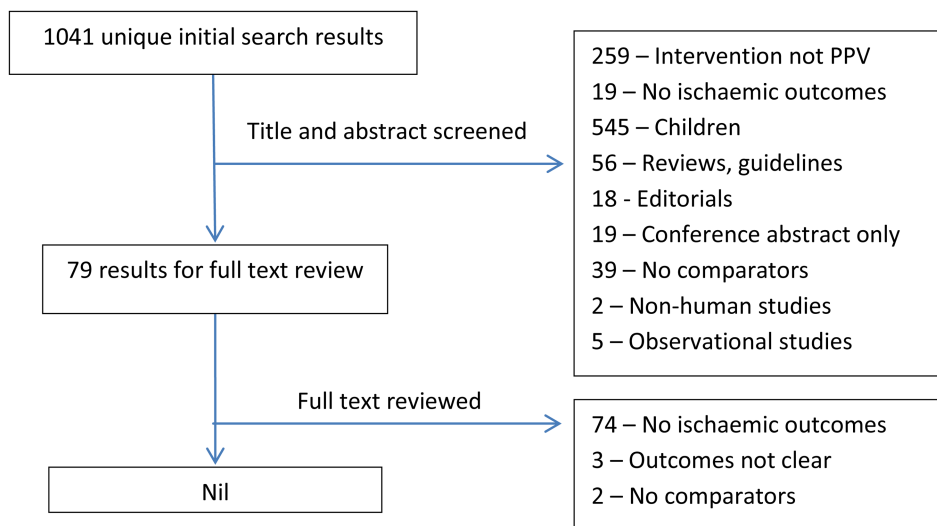 1041 unique initial search results
259 – Intervention not PPV
19 – No ischaemic outcomes
545 – Children
56 – Reviews, guidelines
18 - Editorials
19 – Conference abstract only
39 – No comparators
2 – Non-human studies
5 – Observational studies
Title and abstract screened
79 results for full text review
Full text reviewed
74 – No ischaemic outcomes
3 – Outcomes not clear
2 – No comparators
Nil